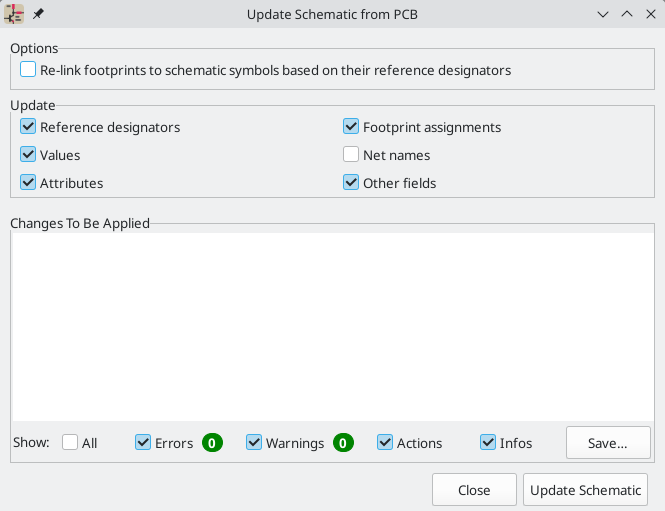 Update Schematic from PCB
Options
Re-link footprints to schematic symbols based on their reference designators
Update
Reference designators
Footprint assignments
Values
Net names
Attributes
Other fields
Changes To Be Applied
Show: All Errors 0 Warnings 0 Actions Infos Save...
Close Update Schematic